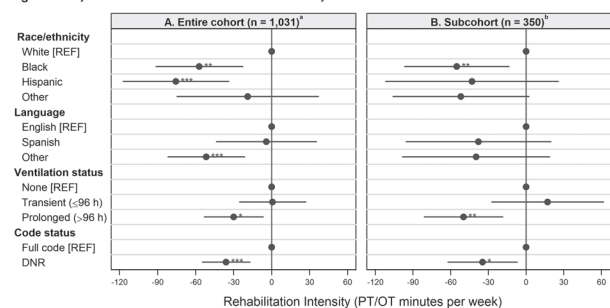 A. Entire cohort (n = 1,031)a
B. Subcohort (n = 350)b
Race/ethnicity
White [REF]
Black
**
**
Hispanic
***
Other
Language
English [REF]
Spanish
Other
***
Ventilation status
None [REF]
Transient (≤96 h)
Prolonged (>96 h)
*
**
Code status
Full code [REF]
DNR
***
*
-120 -90 -60 -30 0 30 60
-120 -90 -60 -30 0 30 60
Rehabilitation Intensity (PT/OT minutes per week)